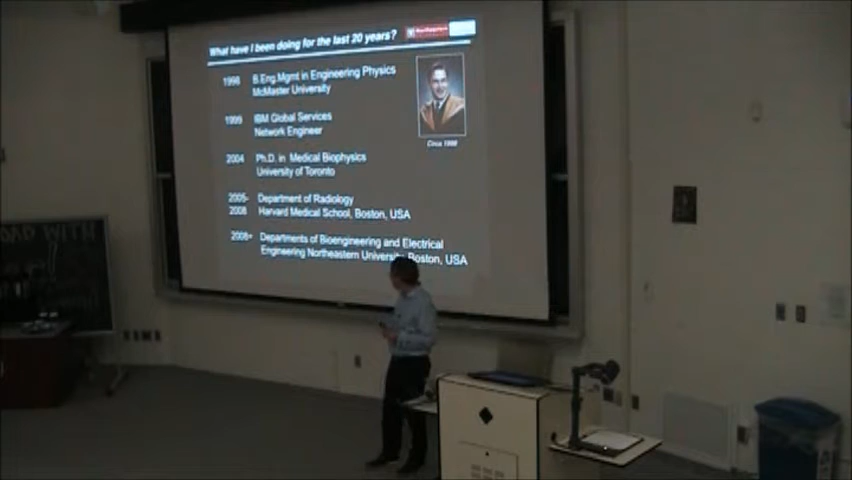 What have I been doing for the last 20 years?
Northeastern
1998 B.Eng.Mgmt in Engineering Physics
McMaster University
1999 IBM Global Services
Network Engineer
Circa 1998
2004 Ph.D. in Medical Biophysics
University of Toronto
2005- Department of Radiology
2008 Harvard Medical School, Boston, USA
2008+ Departments of Bioengineering and Electrical
Engineering Northeastern University Boston, USA
WITH